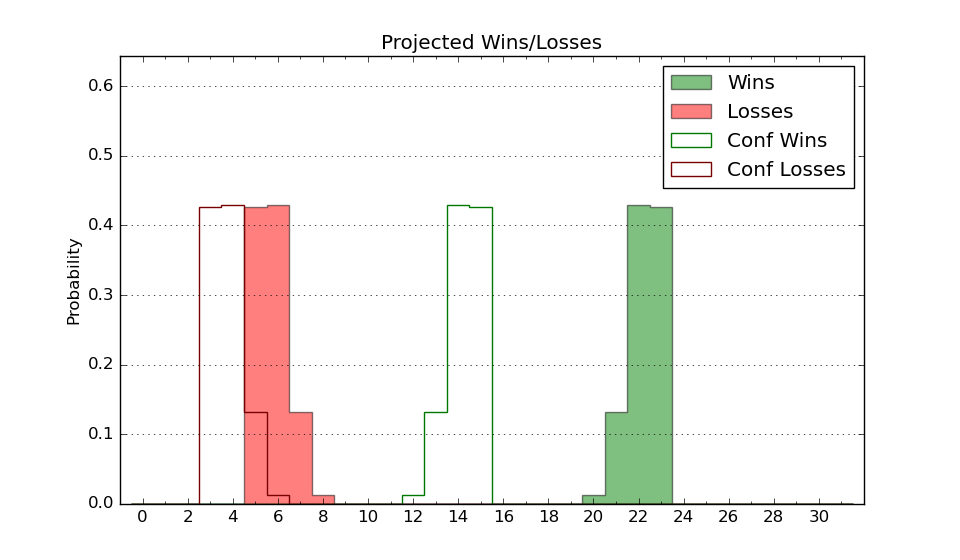 Projected Wins/Losses
Wins
Losses
Conf Wins
Conf Losses
Probability
0.6
0.5
0.4
0.3
0.2
0.1
0.0
0 2 4 6 8 10 12 14 16 18 20 22 24 26 28 30